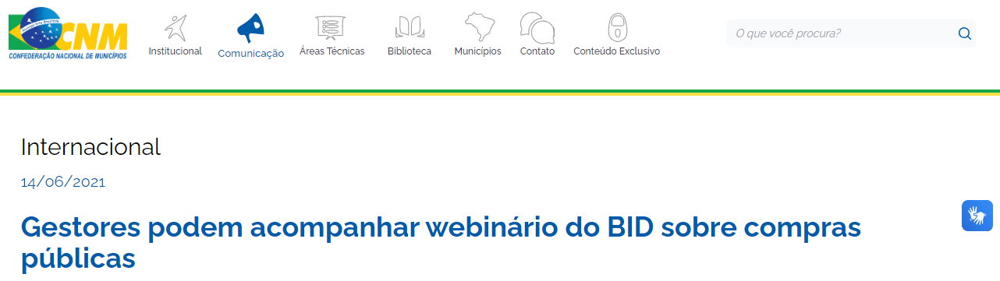 CNM
CONFEDERAÇÃO NACIONAL DE MUNICÍPIOS
Institucional
Comunicação
Áreas Técnicas
Biblioteca
Municípios
Contato
Conteúdo Exclusivo
O que você procura?
Internacional
14/06/2021
Gestores podem acompanhar webinário do BID sobre compras
públicas